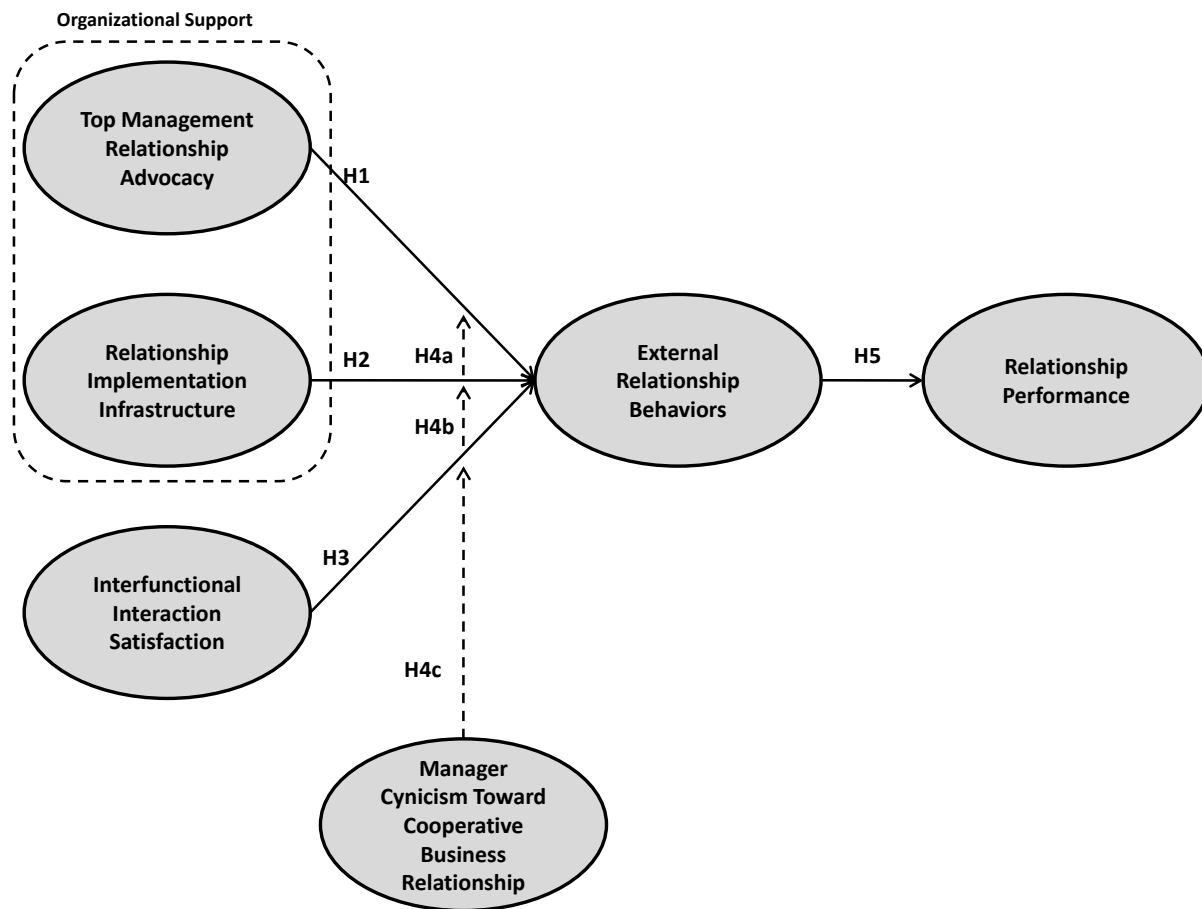 Organizational Support
Top Management
Relationship
Advocacy
H1
Relationship
Implementation
Infrastructure
H2
H4a
H4b
External
Relationship
Behaviors
H5
Relationship
Performance
H3
Interfunctional
Interaction
Satisfaction
H4c
Manager
Cynicism Toward
Cooperative
Business
Relationship